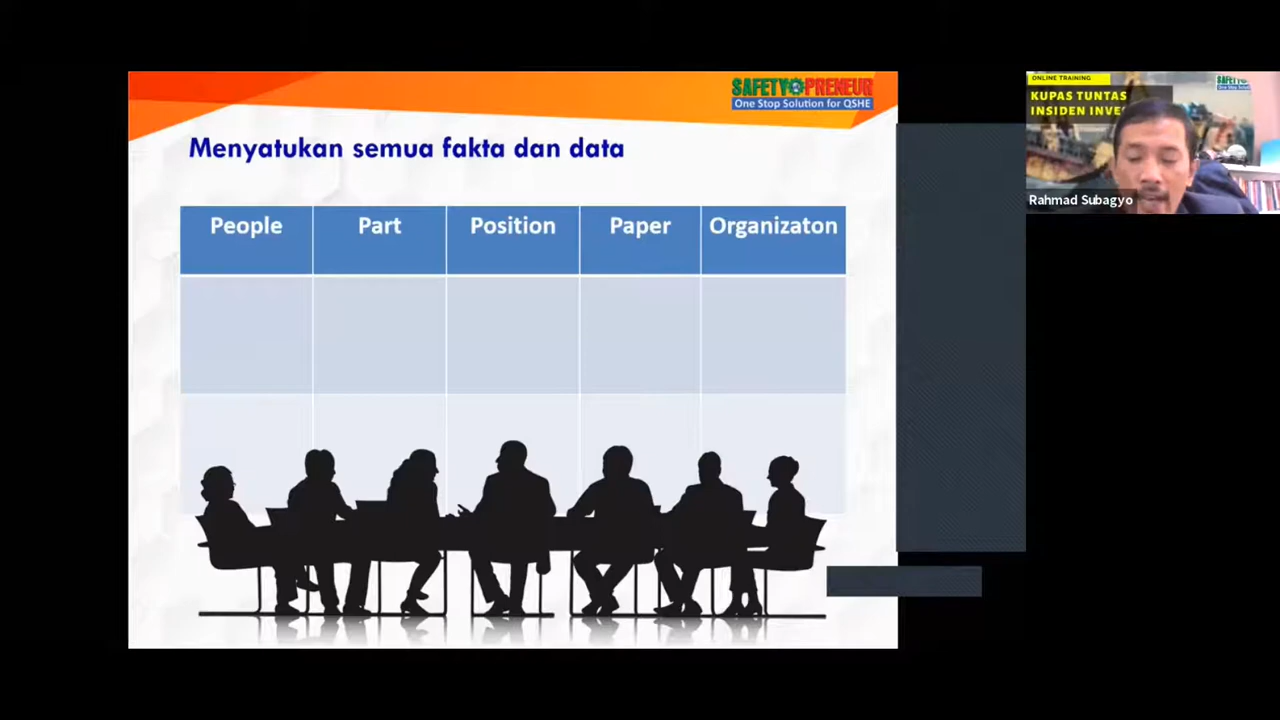 SAFETYPRENEUR
One Stop Solution for QSHE
Menyatukan semua fakta dan data
People Part Position Paper Organizaton
ONLINE TRAINING
KUPAS TUNTAS
INSIDEN INVE
Rahmad Subagyo